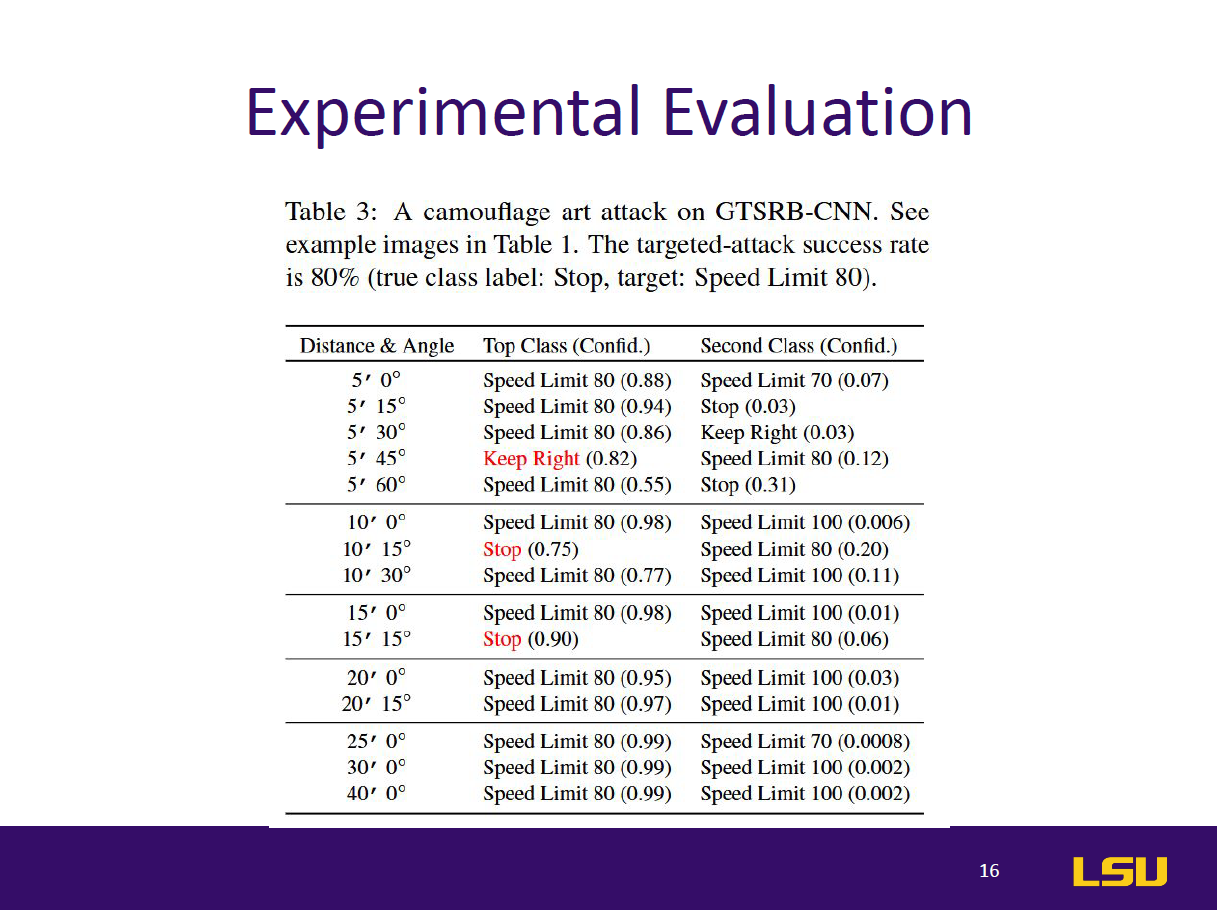 Experimental Evaluation
Table 3: A camouflage art attack on GTSRB-CNN. See
example images in Table 1. The targeted-attack success rate
is 80% (true class label: Stop, target: Speed Limit 80).
Distance & Angle Top Class (Confid.) Second Class (Confid.)
5′ 0° Speed Limit 80 (0.88) Speed Limit 70 (0.07)
5′ 15° Speed Limit 80 (0.94) Stop (0.03)
5′ 30° Speed Limit 80 (0.86) Keep Right (0.03)
5′ 45° Keep Right (0.82) Speed Limit 80 (0.12)
5′ 60° Speed Limit 80 (0.55) Stop (0.31)
10′ 0° Speed Limit 80 (0.98) Speed Limit 100 (0.006)
10′ 15° Stop (0.75) Speed Limit 80 (0.20)
10′ 30° Speed Limit 80 (0.77) Speed Limit 100 (0.11)
15′ 0° Speed Limit 80 (0.98) Speed Limit 100 (0.01)
15′ 15° Stop (0.90) Speed Limit 80 (0.06)
20′ 0° Speed Limit 80 (0.95) Speed Limit 100 (0.03)
20′ 15° Speed Limit 80 (0.97) Speed Limit 100 (0.01)
25′ 0° Speed Limit 80 (0.99) Speed Limit 70 (0.0008)
30′ 0° Speed Limit 80 (0.99) Speed Limit 100 (0.002)
40′ 0° Speed Limit 80 (0.99) Speed Limit 100 (0.002)
16 LSU